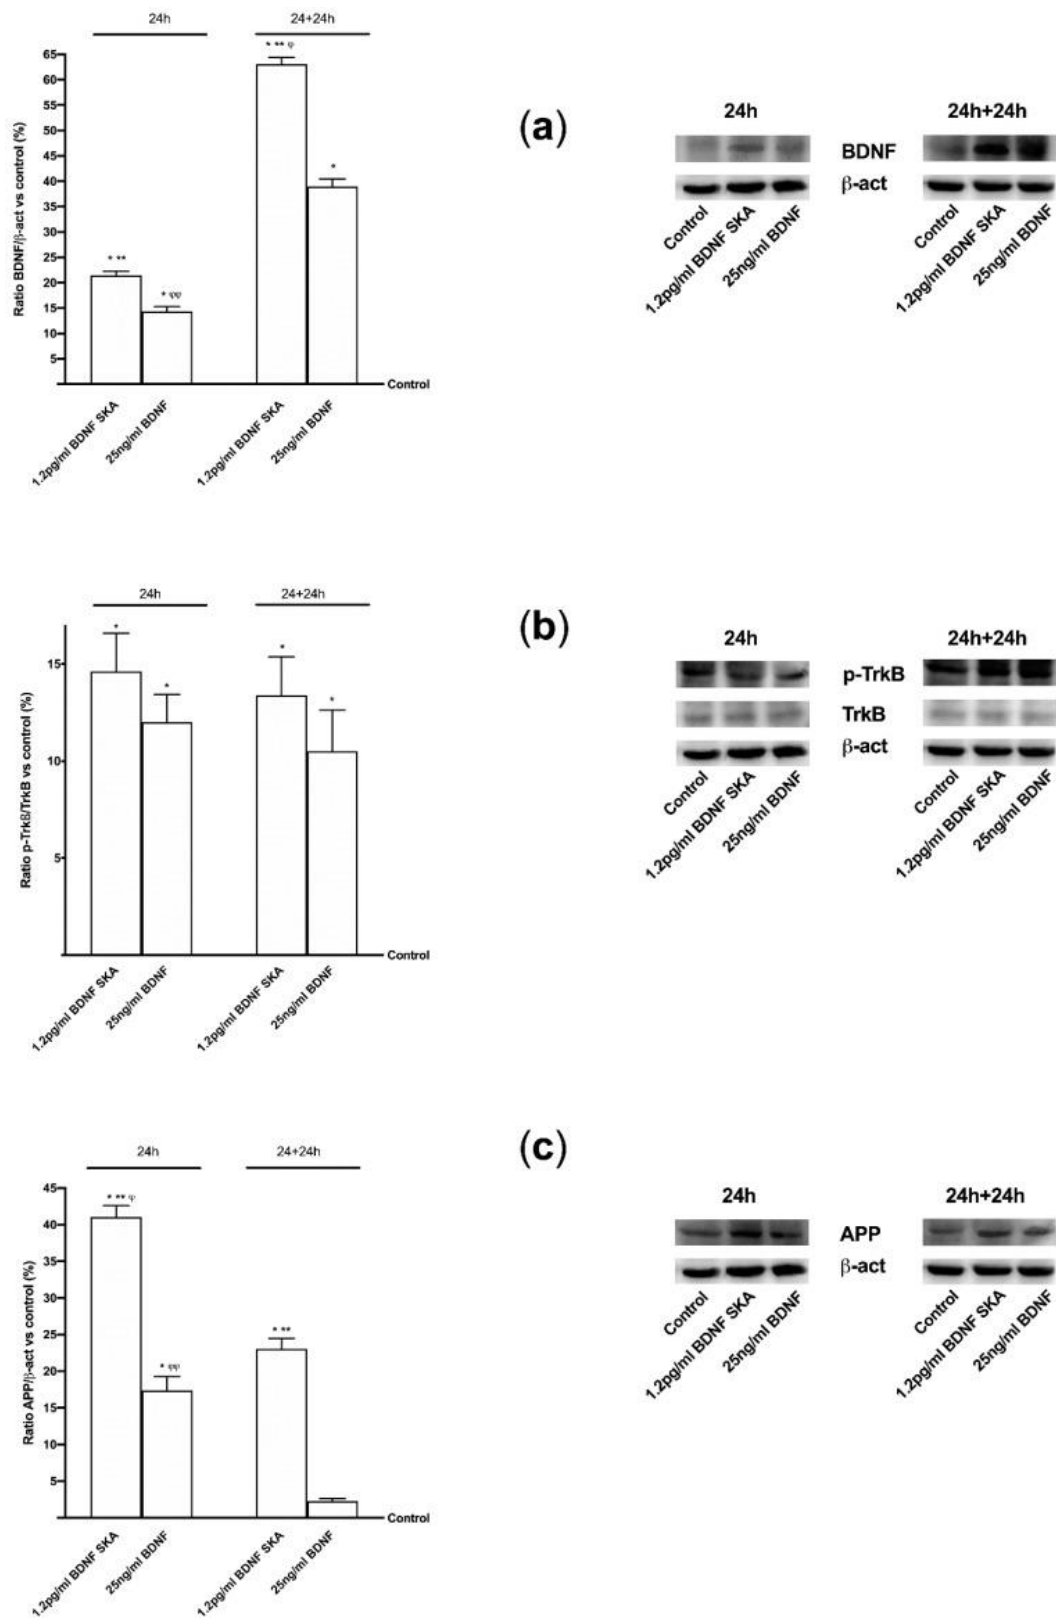 24h 24+24h
* ** φ
65
60
55
50
45
40
35
30
25
20
15
10
5
*
* **
* φφ
Ratio BDNF/β-act vs control (%)
Control
1.2pg/ml BDNF SKA
25ng/ml BDNF
1.2pg/ml BDNF SKA
25ng/ml BDNF
(a)
24h 24h+24h
BDNF
β-act
Control
1.2pg/ml BDNF SKA
25ng/ml BDNF
Control
1.2pg/ml BDNF SKA
25ng/ml BDNF
24h 24+24h
*
*
*
*
15
10
5
Ratio p-Trkß/TrkB vs control (%)
Control
1.2pg/ml BDNF SKA
25ng/ml BDNF
1.2pg/ml BDNF SKA
25ng/ml BDNF
(b)
24h 24h+24h
p-TrkB
TrkB
β-act
Control
1.2pg/ml BDNF SKA
25ng/ml BDNF
Control
1.2pg/ml BDNF SKA
25ng/ml BDNF
24h 24+24h
* ** φ
45
40
35
30
25
20
15
10
5
* **
* φφ
Ratio APP/β-act vs control (%)
Control
1.2pg/ml BDNF SKA
25ng/ml BDNF
1.2pg/ml BDNF SKA
25ng/ml BDNF
(c)
24h 24h+24h
APP
β-act
Control
1.2pg/ml BDNF SKA
25ng/ml BDNF
Control
1.2pg/ml BDNF SKA
25ng/ml BDNF